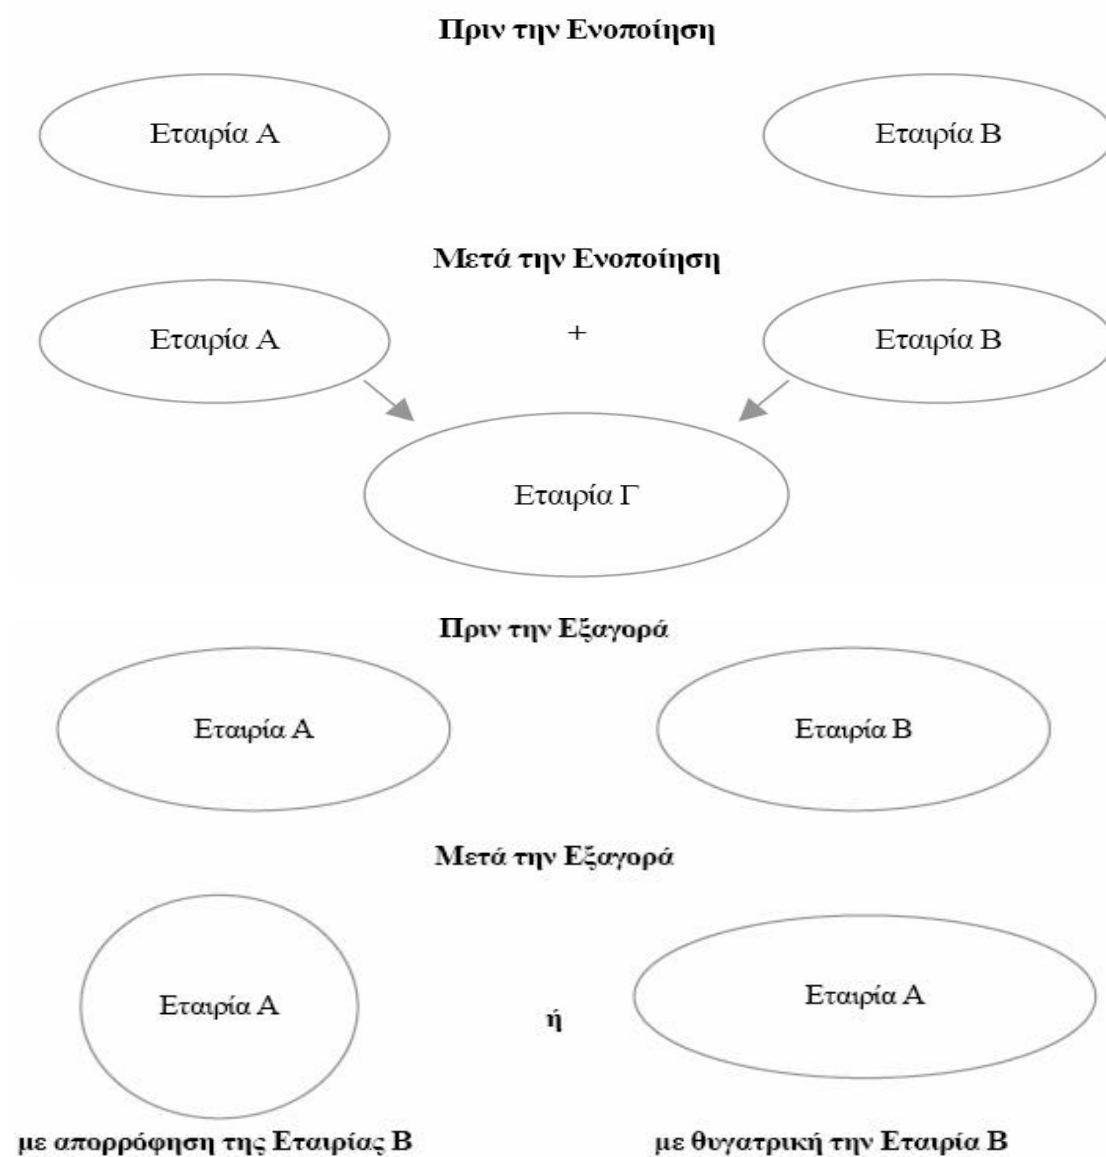 Πριν την Ενοποίηση
Εταιρία Α
Εταιρία Β
Μετά την Ενοποίηση
Εταιρία Α
+
Εταιρία Β
Εταιρία Γ
Πριν την Εξαγορά
Εταιρία Α
Εταιρία Β
Μετά την Εξαγορά
Εταιρία Α
ή
Εταιρία Α
με απορρόφηση της Εταιρίας Β
με θυγατρική την Εταιρία Β